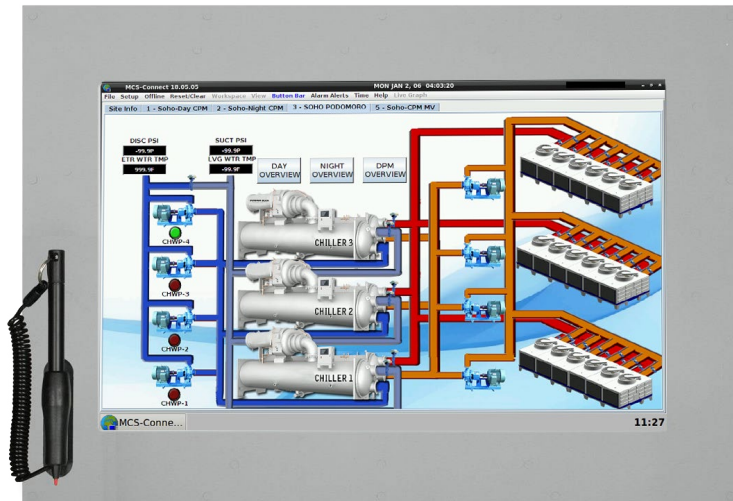 MCS-Connect 18.05.05 MON JAN 2, 06 04:03:20
File Setup Offline Reset/Clear Workspace View Button Bar Alarm Alerts Time Help Live Graph
Site Info 1 - Soho-Day CPM 2 - Soho-Night CPM 3 - SOHO PODOMORO 5 - Soho-CPM MV
DISC PSI SUCT PSI
-99.9P -99.9P
ETR WTR TMP LVG WTR TMP
999.9F -99.9F
DAY OVERVIEW
NIGHT OVERVIEW
DPM OVERVIEW
CHWP-4
CHILLER 3
CHWP-3
CHILLER 2
CHWP-2
CHILLER 1
CHWP-1
MCS-Conne... 11:27